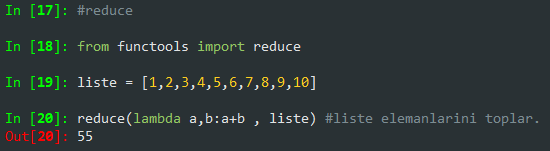 In [17]: #reduce
In [18]: from functools import reduce
In [19]: liste = [1,2,3,4,5,6,7,8,9,10]
In [20]: reduce(lambda a,b:a+b , liste) #liste elemanlarini toplar.
Out[20]: 55